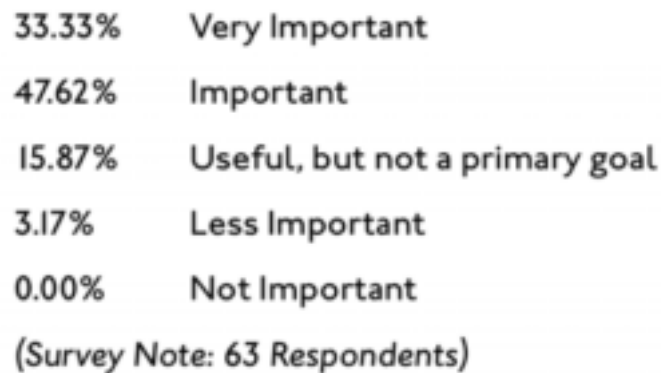 33.33% Very Important
47.62% Important
15.87% Useful, but not a primary goal
3.17% Less Important
0.00% Not Important
(Survey Note: 63 Respondents)